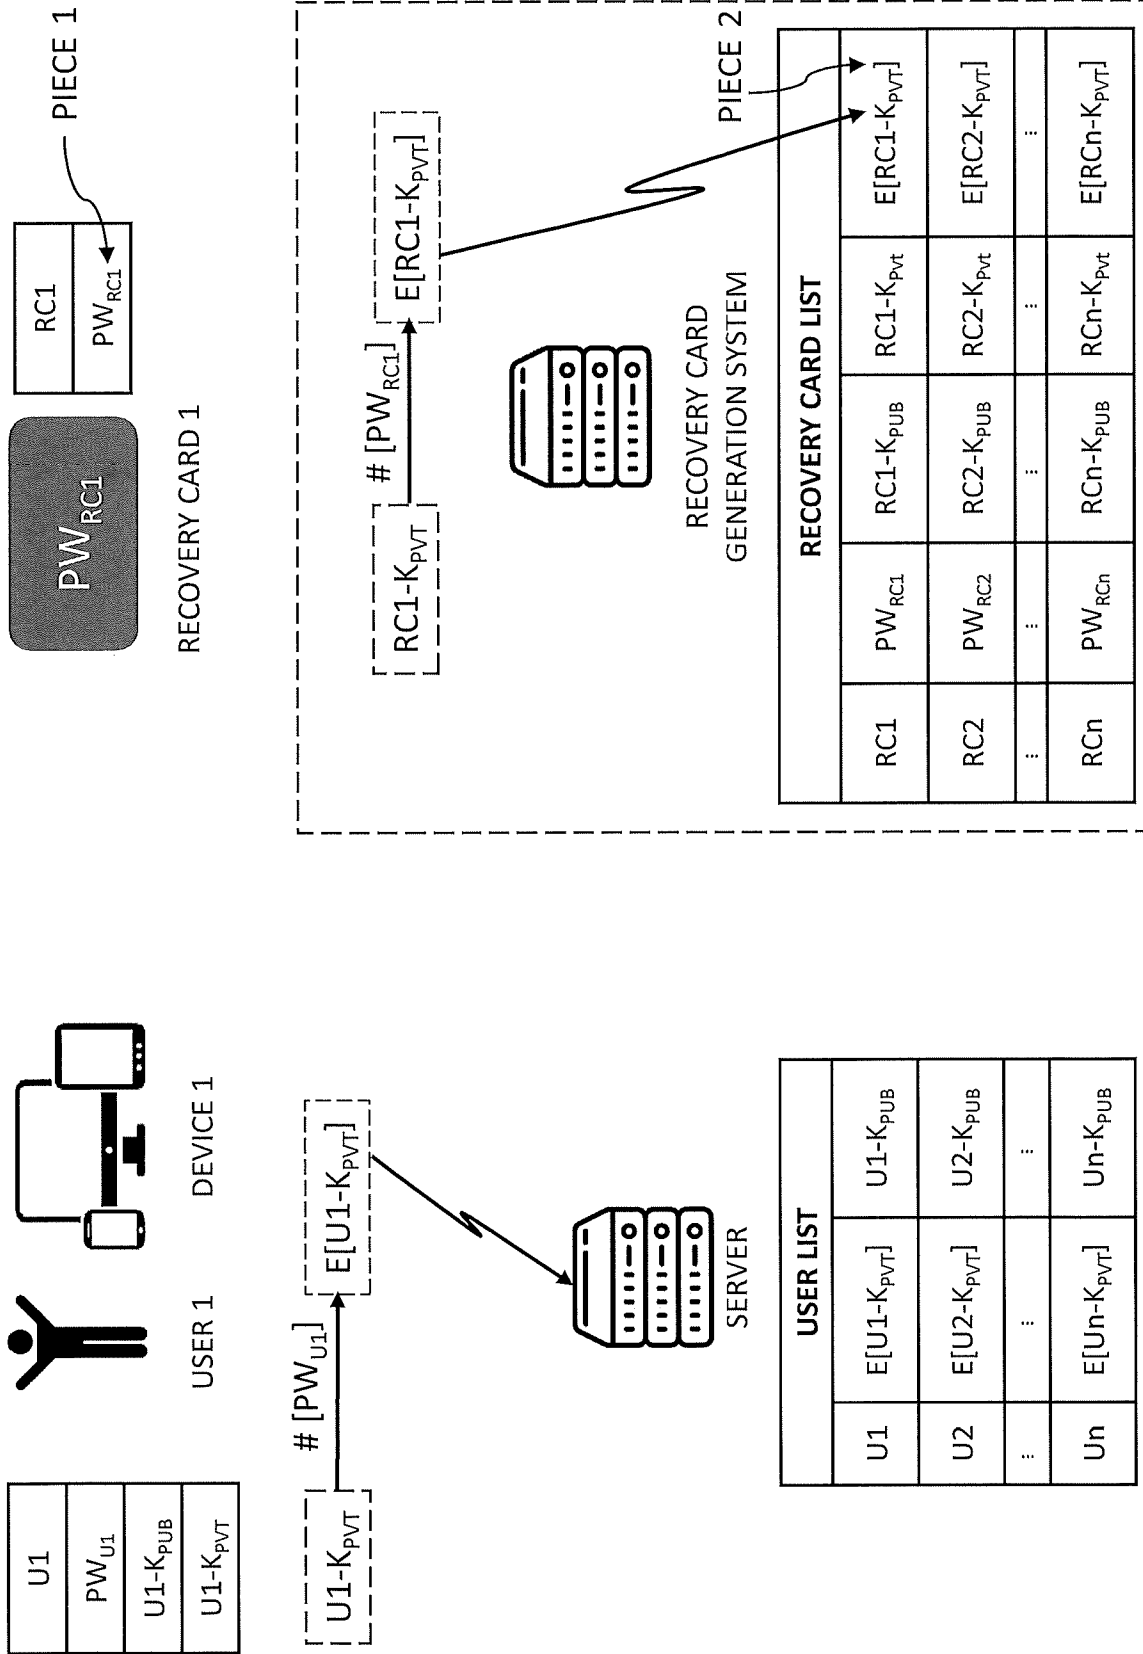 U1
PW_U1
U1-K_PUB
U1-K_PVT
USER 1
DEVICE 1
U1-K_PVT
# [PW_U1]
E[U1-K_PVT]
SERVER
USER LIST
U1 E[U1-K_PVT] U1-K_PUB
U2 E[U2-K_PVT] U2-K_PUB
... ... ...
Un E[Un-K_PVT] Un-K_PUB
PW_RC1
RECOVERY CARD 1
RC1
PW_RC1
PIECE 1
RC1-K_PVT
# [PW_RC1]
E[RC1-K_PVT]
RECOVERY CARD
GENERATION SYSTEM
PIECE 2
RECOVERY CARD LIST
RC1 PW_RC1 RC1-K_PUB RC1-K_Pvt E[RC1-K_PVT]
RC2 PW_RC2 RC2-K_PUB RC2-K_Pvt E[RC2-K_PVT]
... ... ... ... ...
RCn PW_RCn RCn-K_PUB RCn-K_Pvt E[RCn-K_PVT]